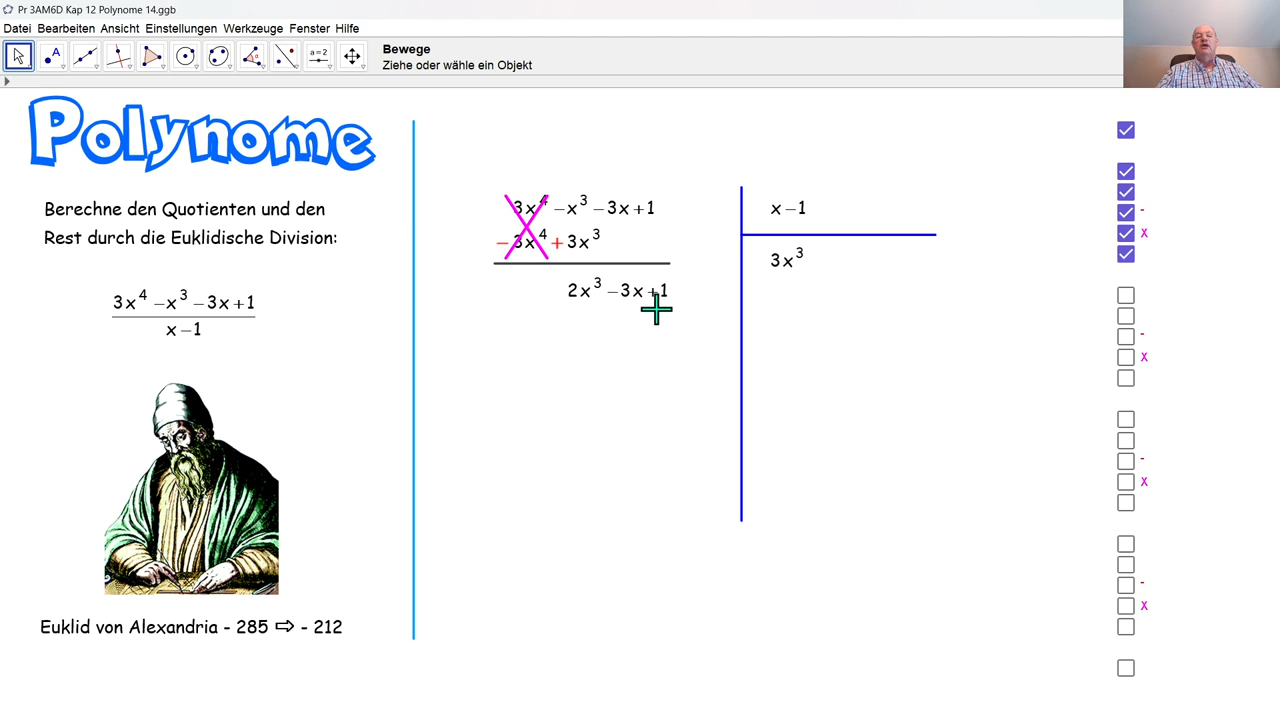 Pr 3AM6D Kap 12 Polynome 14.ggb
Datei Bearbeiten Ansicht Einstellungen Werkzeuge Fenster Hilfe
A
a=2
Bewege
Ziehe oder wähle ein Objekt
Polynome
Berechne den Quotienten und den
Rest durch die Euklidische Division:
3x⁴ −x³ −3x+1
x−1
Euklid von Alexandria - 285 ⇨ - 212
3x⁴ −x³ −3x+1
−3x⁴ +3x³
2x³ −3x+1
x−1
3x³
-
x
-
x
-
x
-
x